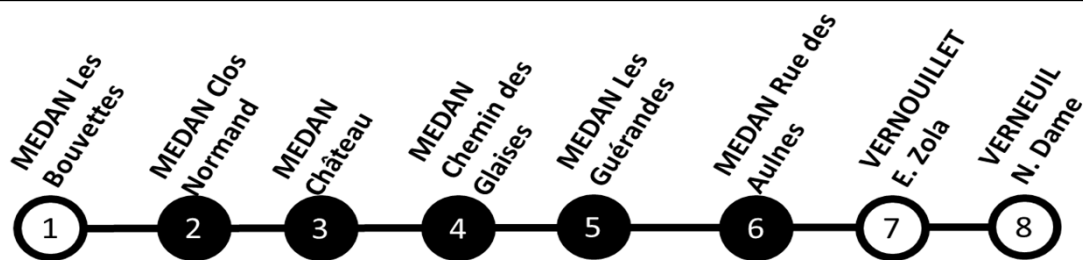 MEDAN Les
Bouvettes
MEDAN Clos
Normand
MEDAN
Château
MEDAN
Chemin des
Glaises
MEDAN Les
Guérandes
MEDAN Rue des
Aulnes
VERNOUILLET
E. Zola
VERNEUIL
N. Dame
1
2
3
4
5
6
7
8